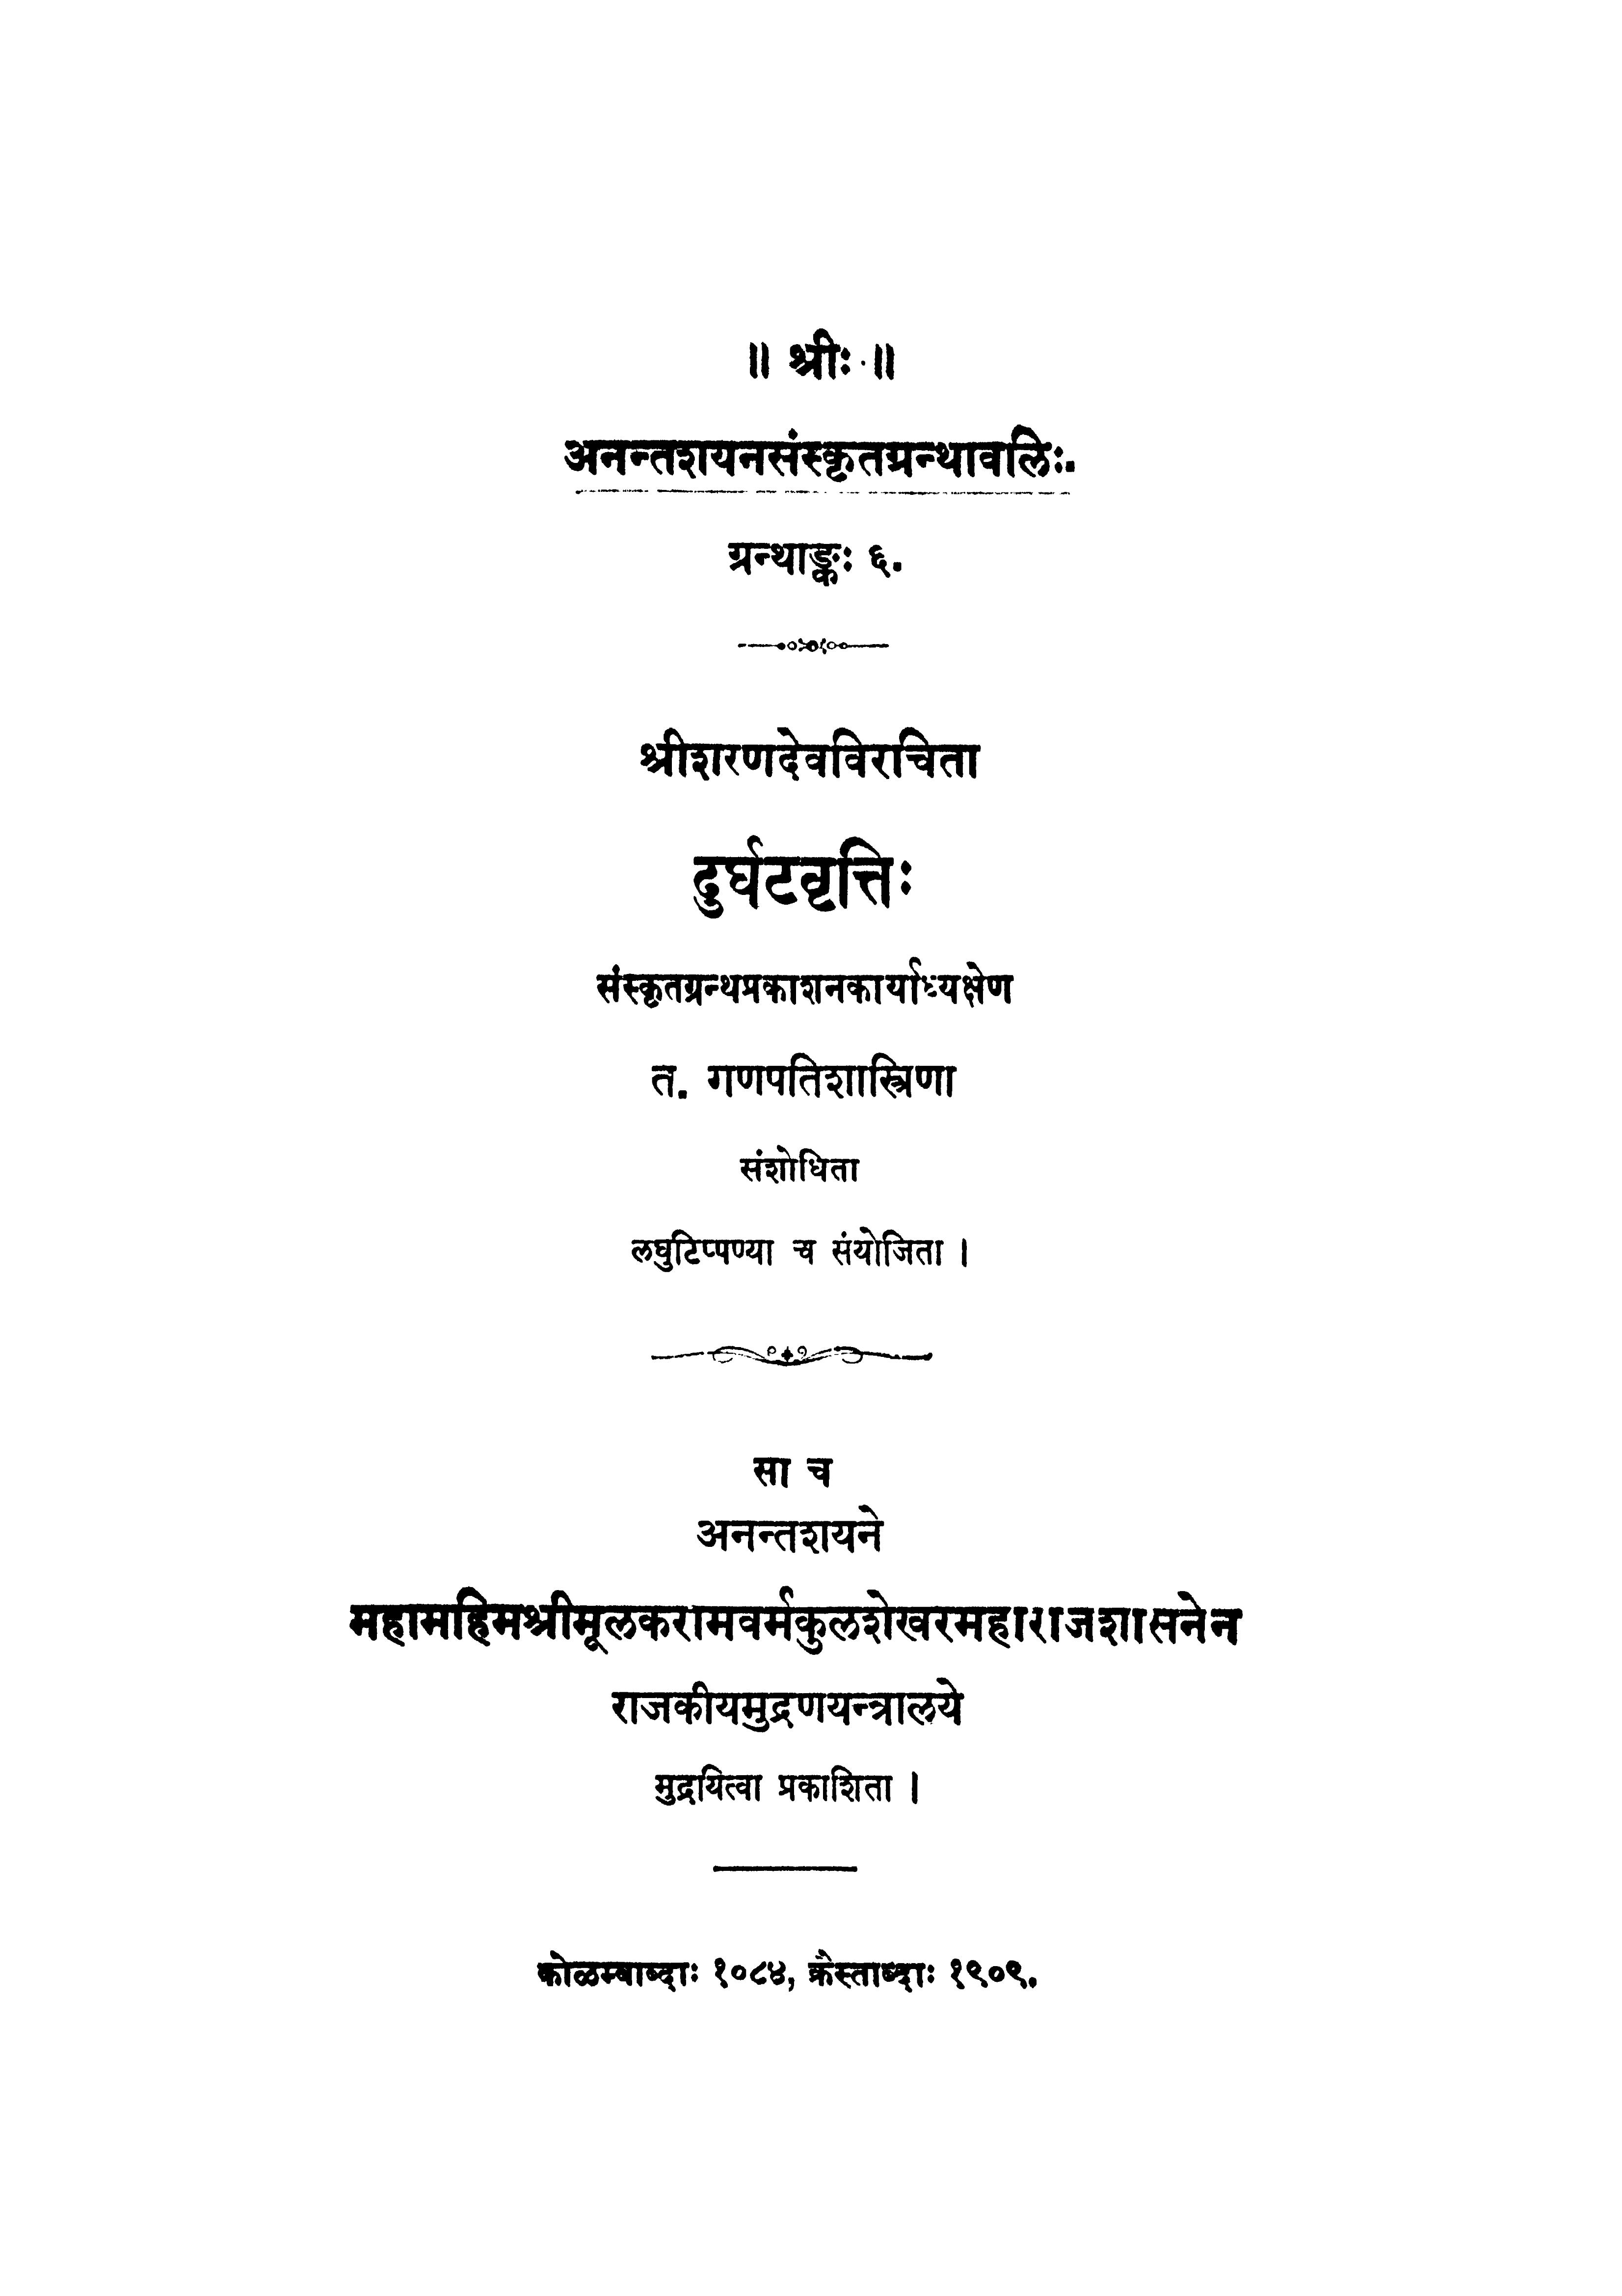 ॥ श्रीः ॥
अनन्तशयनसंस्कृतग्रन्थावलिः.
ग्रन्थाङ्कः ६.
श्रीशरणदेवविरचिता
दुर्घटवृत्तिः
संस्कृतग्रन्थप्रकाशनकार्याध्यक्षेण
त. गणपतिशास्त्रिणा
संशोधिता
लघुटिप्पण्या च संयोजिता ।
सा च
अनन्तशयने
महामहिमश्रीमूलकरामवर्मकुलशेखरमहाराजशासनेन
राजकीयमुद्रणयन्त्रालये
मुद्रयित्वा प्रकाशिता ।
कोळम्बाब्दाः १०८४, क्रैस्ताब्दाः १९०९.